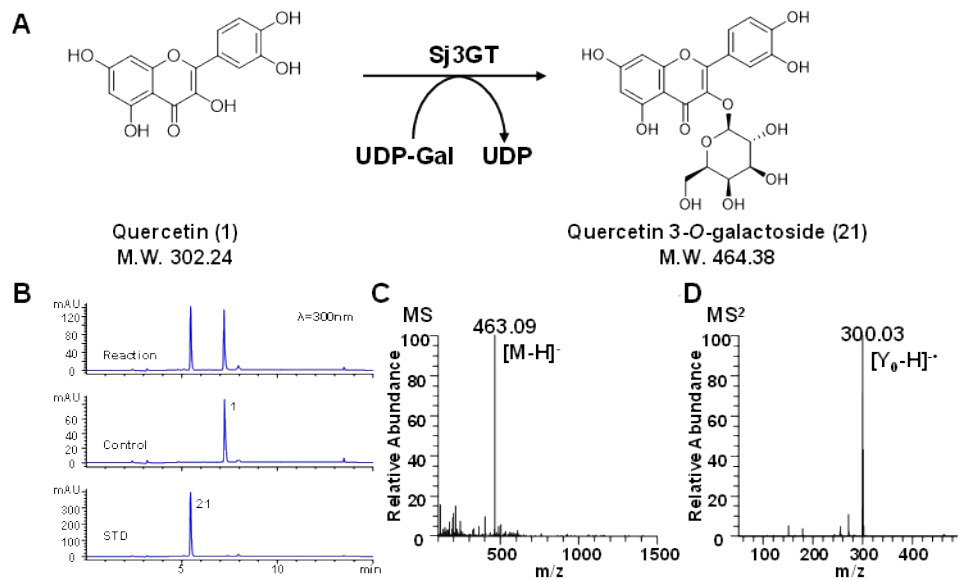 A
HO
O
OH
OH
OH
OH
O
Sj3GT
UDP-Gal UDP
HO
O
OH
OH
O
OH
O
O
OH
OH
OH
OH
Quercetin (1)
M.W. 302.24
Quercetin 3-O-galactoside (21)
M.W. 464.38
B
mAU
120
80
40
0
λ=300nm
Reaction
mAU
60
40
20
0
1
Control
mAU
300
200
100
0
21
STD
5 10 min
C
MS
463.09
[M-H]-
Relative Abundance
100
80
60
40
20
0
500 1000 1500
m/z
D
MS²
300.03
[Y₀-H]-•
Relative Abundance
100
80
60
40
20
0
100 200 300 400
m/z